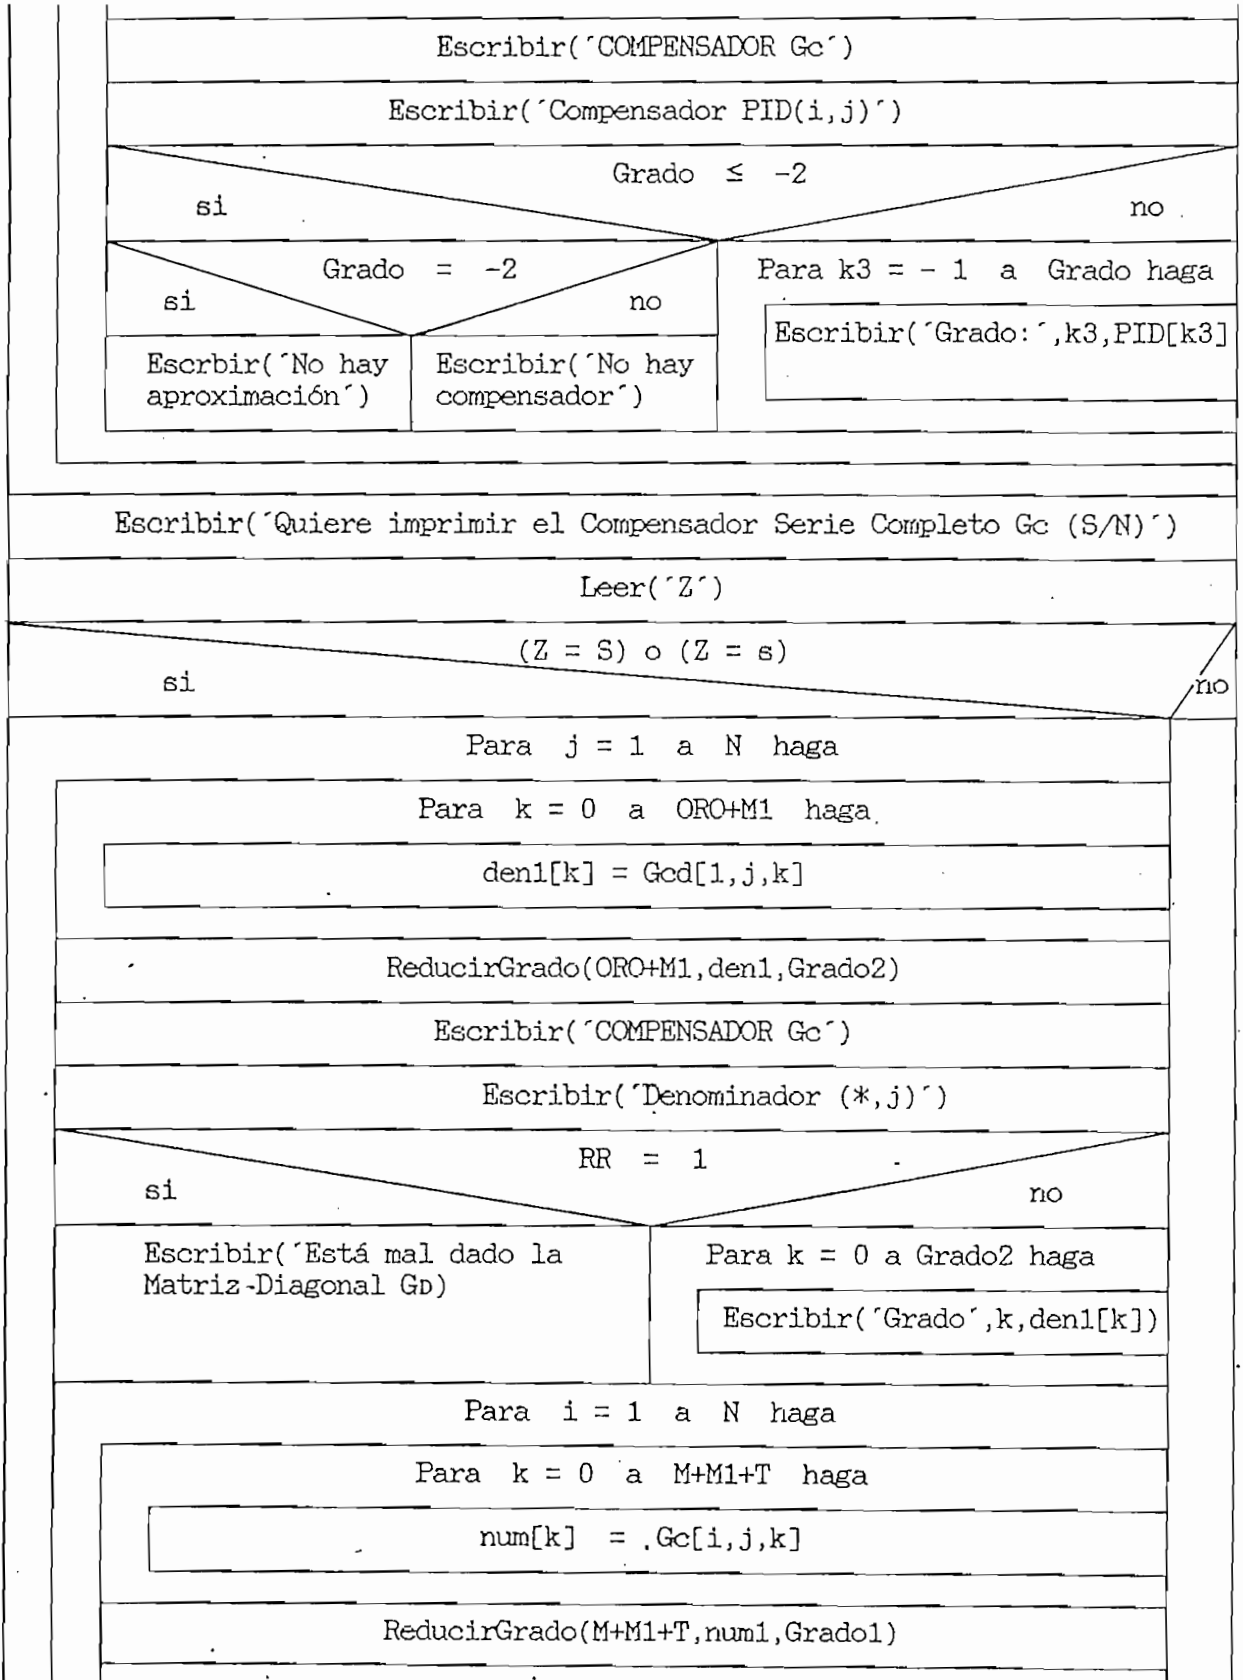 Escribir(´COMPENSADOR Gc´)
Escribir(´Compensador PID(i,j)´)
Grado ≤ -2
si
no
Grado = -2
si
no
Para k3 = - 1 a Grado haga
Escribir(´Grado:´,k3,PID[k3]
Escrbir(´No hay
aproximación´)
Escribir(´No hay
compensador´)
Escribir(´Quiere imprimir el Compensador Serie Completo Gc (S/N)´)
Leer(´Z´)
(Z = S) o (Z = s)
si
no
Para j = 1 a N haga
Para k = 0 a ORO+M1 haga
den1[k] = Gcd[1,j,k]
ReducirGrado(ORO+M1,den1,Grado2)
Escribir(´COMPENSADOR Gc´)
Escribir(´Denominador (*,j)´)
RR = 1
si
no
Escribir(´Está mal dado la
Matriz-Diagonal GD)
Para k = 0 a Grado2 haga
Escribir(´Grado´,k,den1[k])
Para i = 1 a N haga
Para k = 0 a M+M1+T haga
num[k] = Gc[i,j,k]
ReducirGrado(M+M1+T,num1,Grado1)